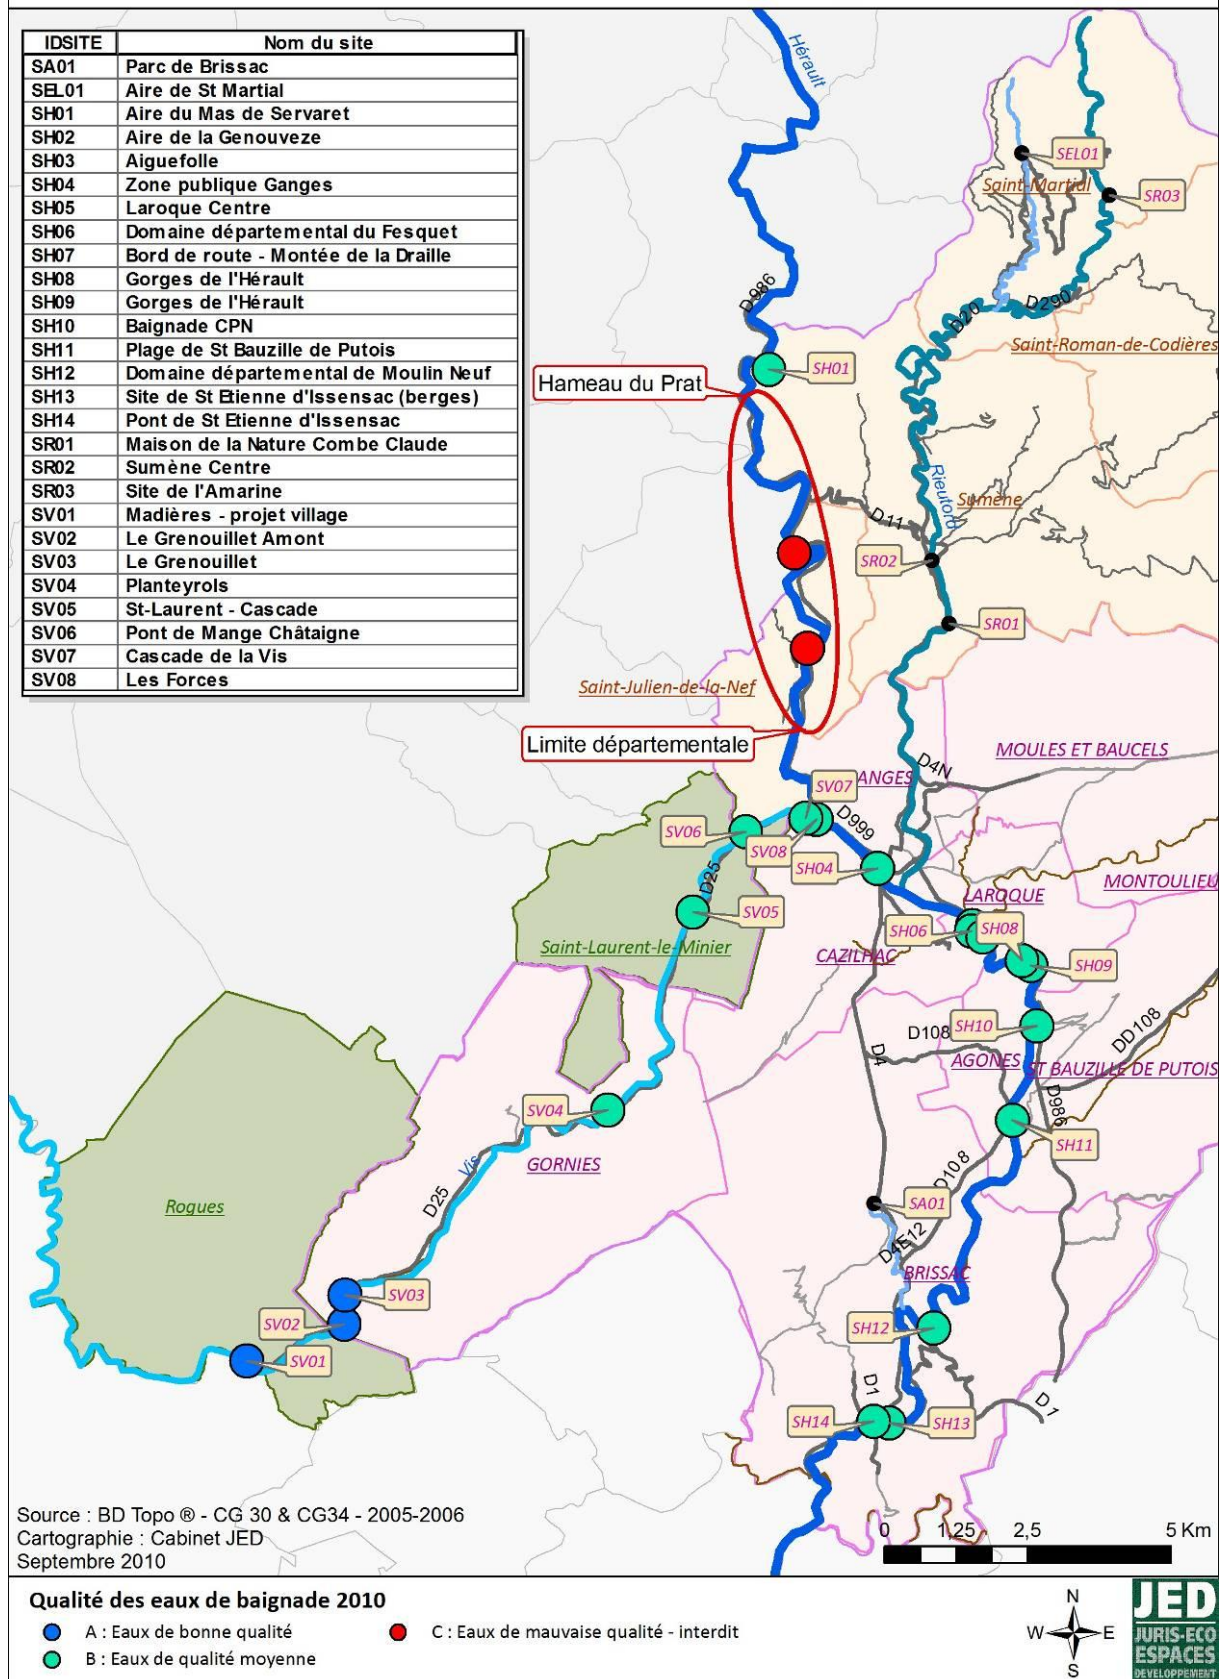 IDSITE Nom du site
SA01 Parc de Brissac
SEL01 Aire de St Martial
SH01 Aire du Mas de Servaret
SH02 Aire de la Genouveze
SH03 Aiguefolle
SH04 Zone publique Ganges
SH05 Laroque Centre
SH06 Domaine départemental du Fesquet
SH07 Bord de route - Montée de la Draille
SH08 Gorges de l'Hérault
SH09 Gorges de l'Hérault
SH10 Baignade CPN
SH11 Plage de St Bauzille de Putois
SH12 Domaine départemental de Moulin Neuf
SH13 Site de St Etienne d'Issensac (berges)
SH14 Pont de St Etienne d'Issensac
SR01 Maison de la Nature Combe Claude
SR02 Sumène Centre
SR03 Site de l'Amarine
SV01 Madières - projet village
SV02 Le Grenouillet Amont
SV03 Le Grenouillet
SV04 Planteyrols
SV05 St-Laurent - Cascade
SV06 Pont de Mange Châtaigne
SV07 Cascade de la Vis
SV08 Les Forces
Hérault
SEL01
Saint-Martial
SR03
D986
D20
D290
Saint-Roman-de-Codières
SH01
Hameau du Prat
Rieutord
Sumène
D11
SR02
SR01
Saint-Julien-de-la-Nef
Limite départementale
MOULES ET BAUCELS
D4N
SV07
ANGES
SV06
D999
SV08
SH04
D25
MONTOULIEU
LAROQUE
SV05
SH06
SH08
Saint-Laurent-le-Minier
CAZILHAC
SH09
D108
SH10
DD108
D4
AGONES
ST BAUZILLE DE PUTOIS
SV04
D986
SH11
Vis
GORNIES
D108
D25
Rogues
SA01
D4E12
BRISSAC
SV03
SV02
SH12
SV01
D1
D1
SH14
SH13
Source : BD Topo ® - CG 30 & CG34 - 2005-2006
Cartographie : Cabinet JED
Septembre 2010
0 1,25 2,5 5 Km
Qualité des eaux de baignade 2010
A : Eaux de bonne qualité
C : Eaux de mauvaise qualité - interdit
B : Eaux de qualité moyenne
N
W E
S
JED
JURIS-ECO
ESPACES
DEVELOPPEMENT